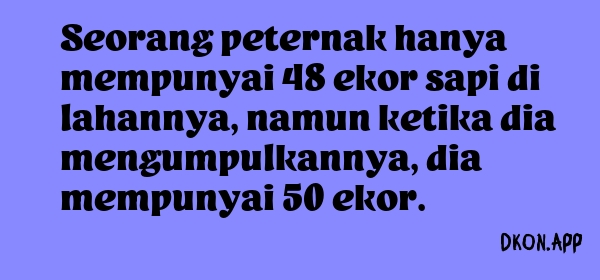 Seorang peternak hanya
mempunyai 48 ekor sapi di
lahannya, namun ketika dia
mengumpulkannya, dia
mempunyai 50 ekor.
DKON.APP